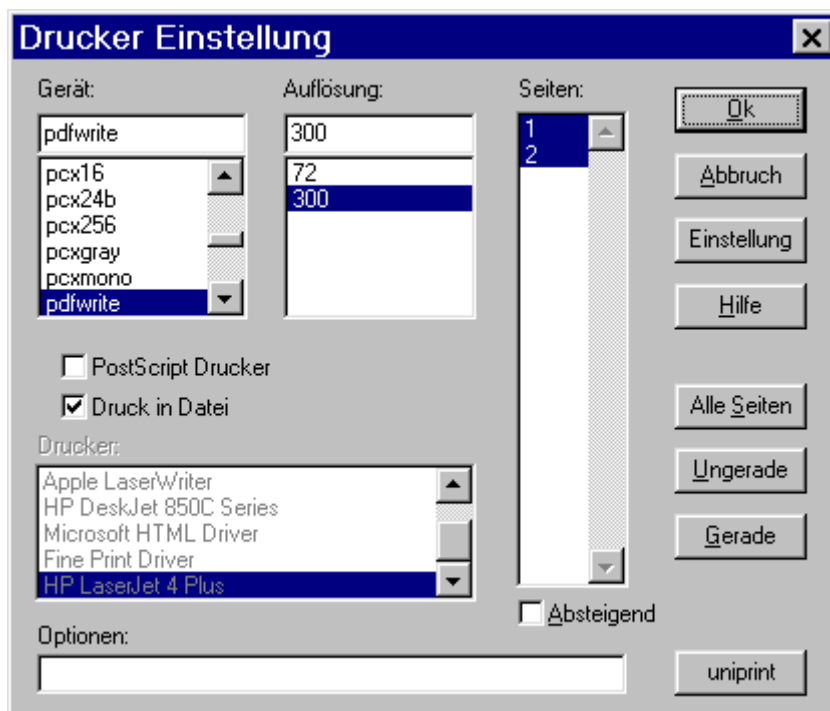 Drucker Einstellung
Gerät:
pdfwrite
pcx16
pcx24b
pcx256
pcxgray
pcxmono
pdfwrite
Auflösung:
300
72
300
Seiten:
1
2
Ok
Abbruch
Einstellung
Hilfe
PostScript Drucker
Druck in Datei
Alle Seiten
Ungerade
Gerade
Drucker:
Apple LaserWriter
HP DeskJet 850C Series
Microsoft HTML Driver
Fine Print Driver
HP LaserJet 4 Plus
Absteigend
Optionen:
uniprint